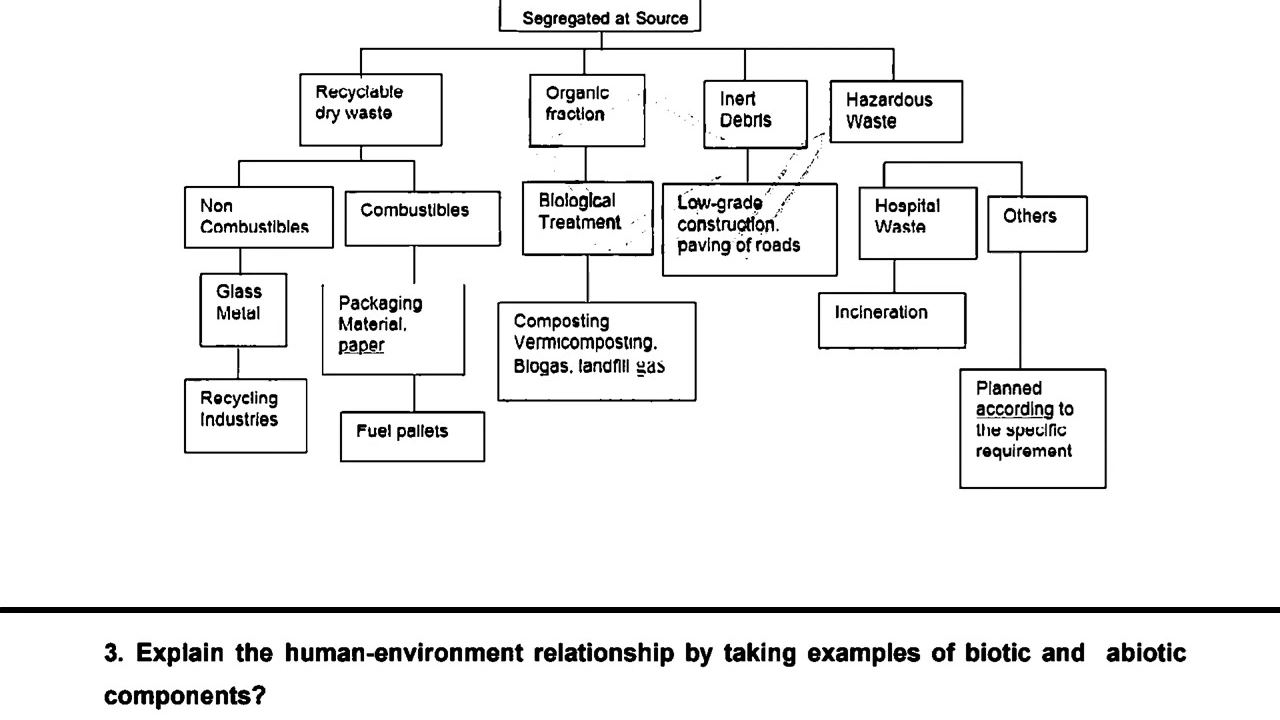 Segregated at Source
Recyclable
dry waste
Organic
fraction
Inert
Debris
Hazardous
Waste
Non
Combustibles
Combustibles
Biological
Treatment
Low-grade
construction,
paving of roads
Hospital
Waste
Others
Glass
Metal
Packaging
Material,
paper
Composting
Vermicomposting,
Biogas, landfill gas
Incineration
Recycling
Industries
Fuel pallets
Planned
according to
the specific
requirement
3. Explain the human-environment relationship by taking examples of biotic and abiotic
components?